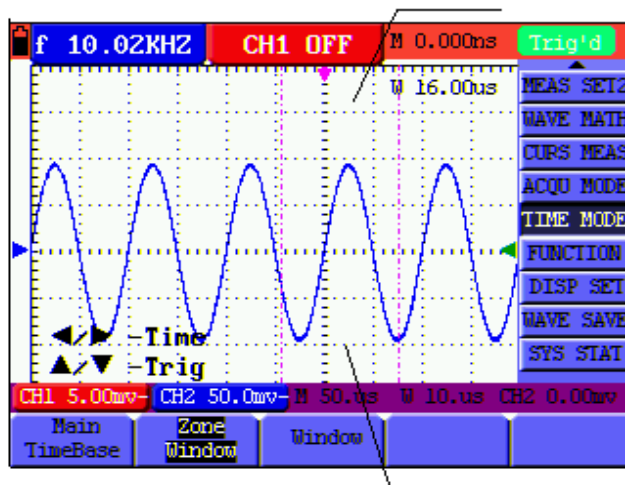 f 10.02KHZ CH1 OFF M 0.000ns Trig'd
W 16.00us
MEAS SET2
WAVE MATH
CURS MEAS
ACQU MODE
TIME MODE
FUNCTION
DISP SET
WAVE SAVE
SYS STAT
◀/▶ -Time
▲/▼ -Trig
CH1 5.00mv~ CH2 50.0mv~ M 50.us W 10.us CH2 0.00mv
Main TimeBase
Zone Window
Window